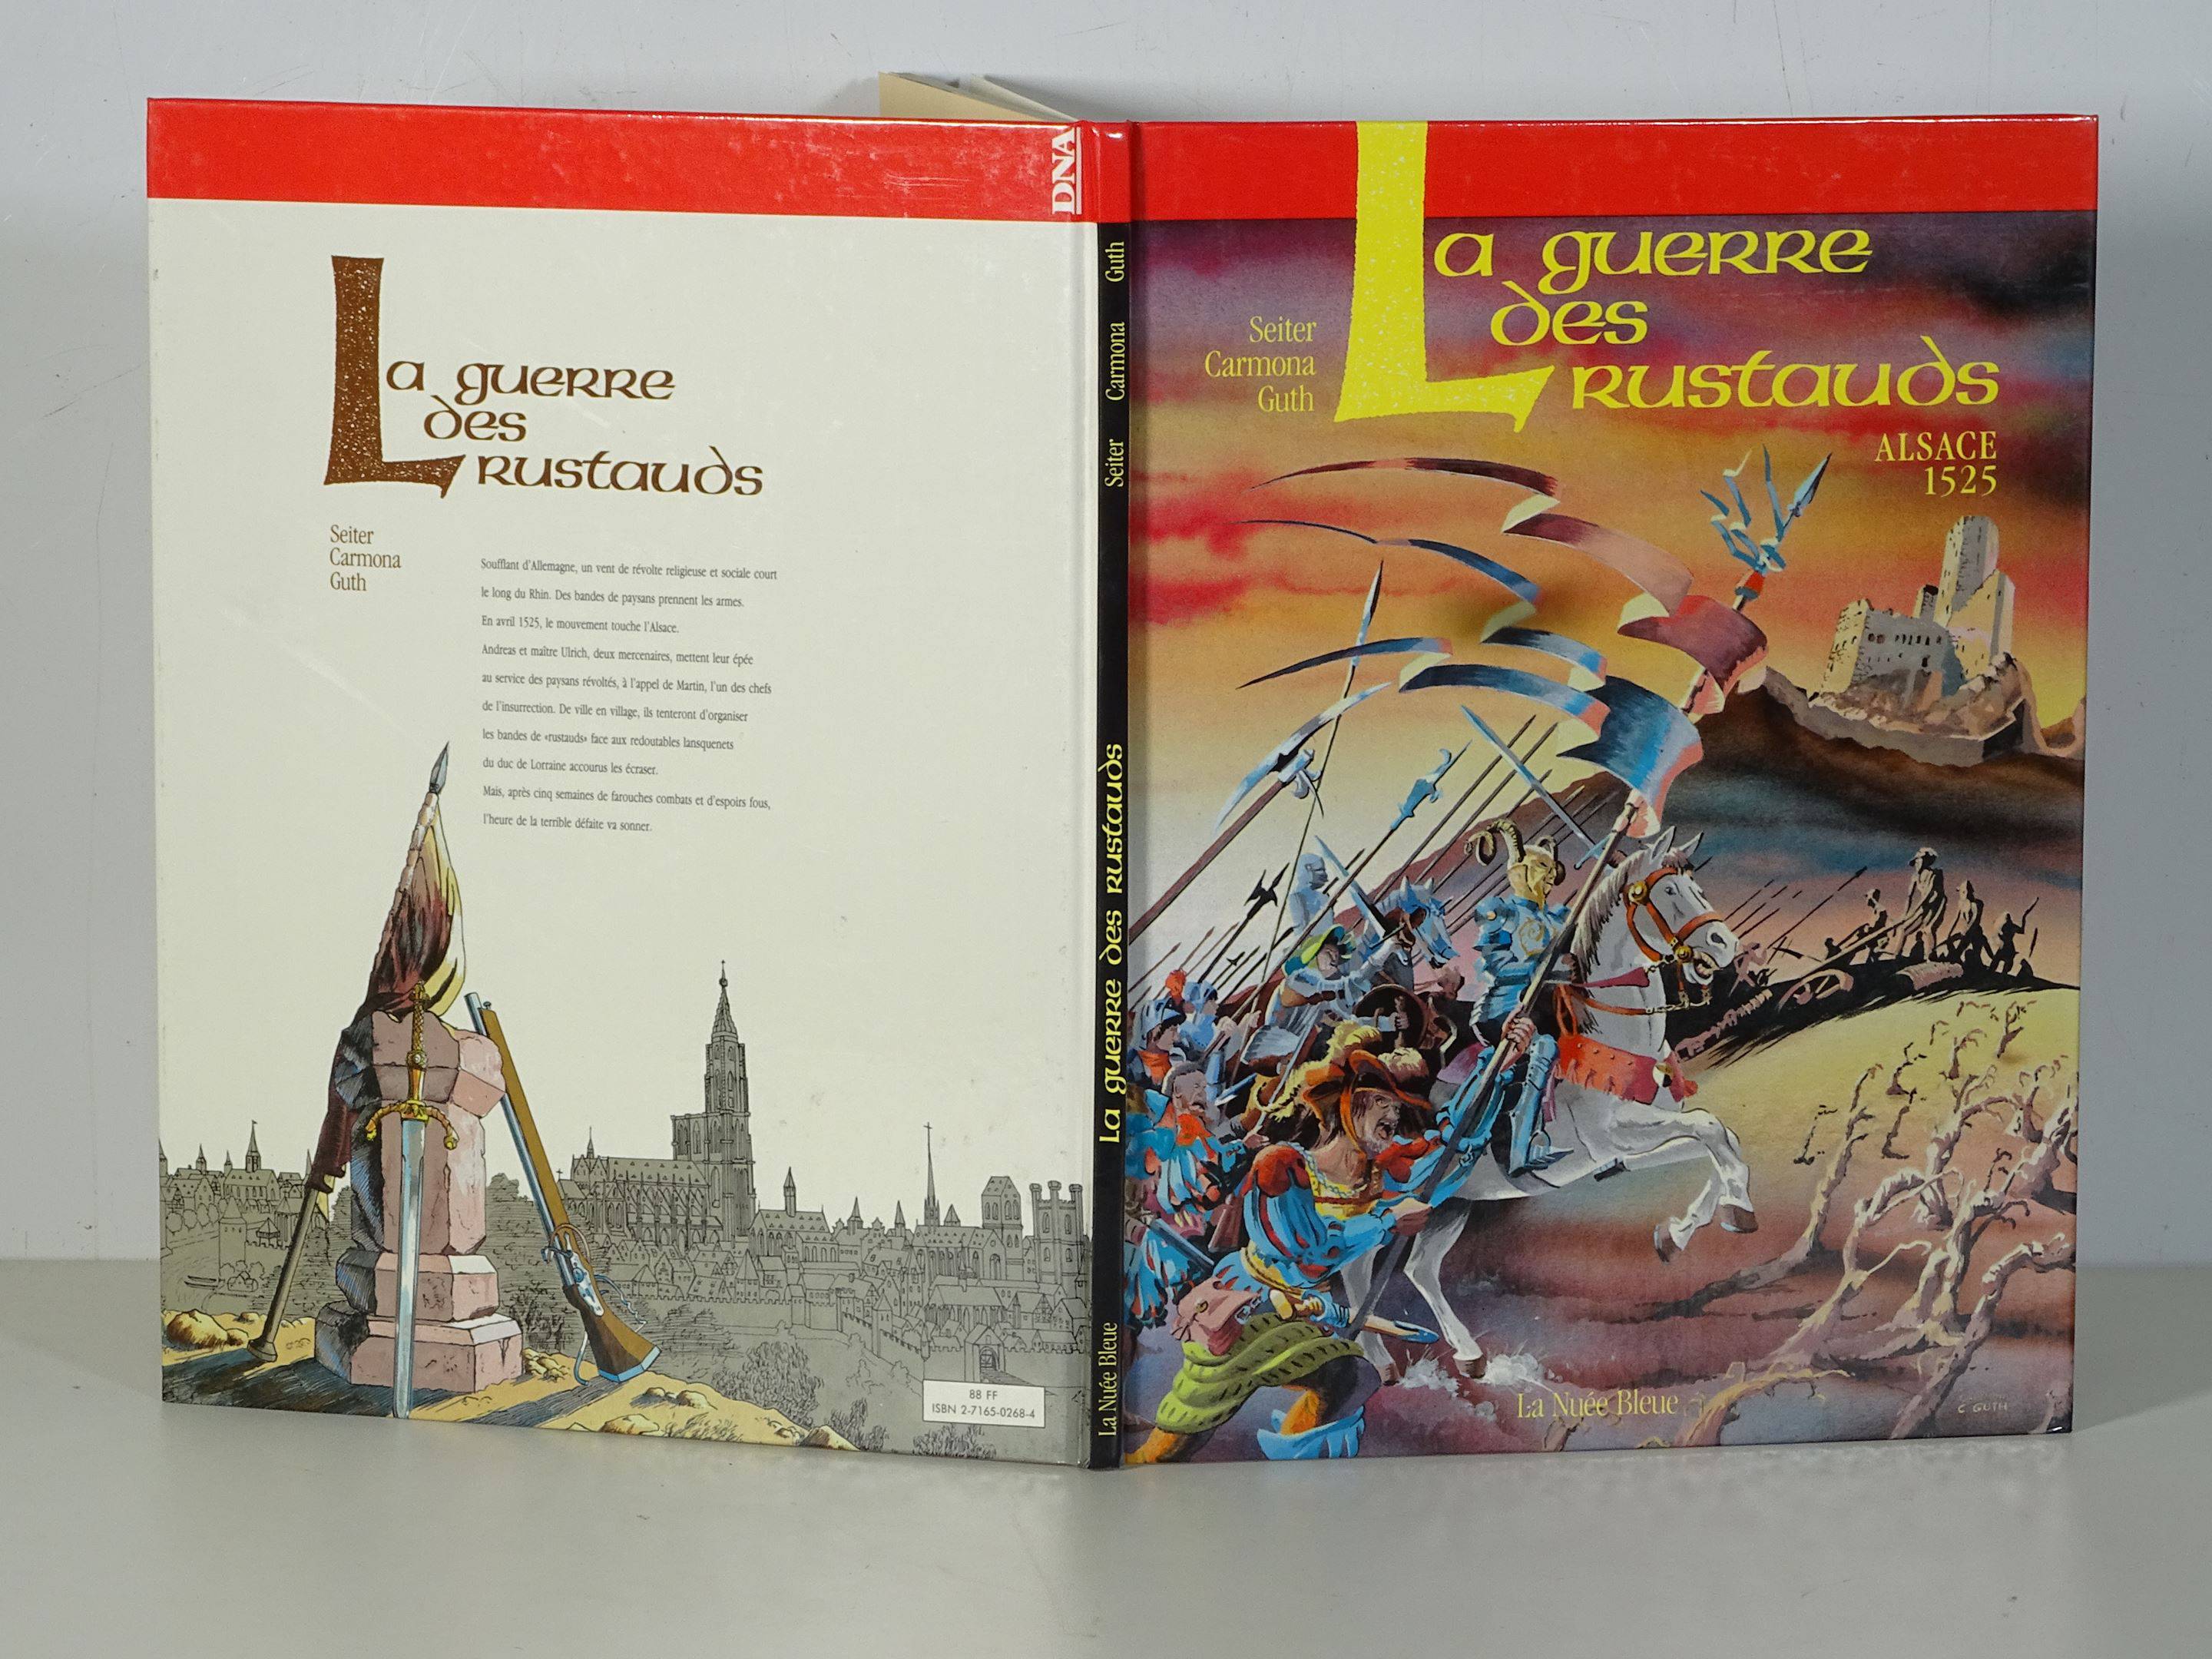 La guerre
des
rustauds
Seiter
Carmona
Guth
Soufflant d'Allemagne, un vent de révolte religieuse et sociale court
le long du Rhin. Des bandes de paysans prennent les armes.
En avril 1525, le mouvement touche l'Alsace.
Andreas et maître Ulrich, deux mercenaires, mettent leur épée
au service des paysans révoltés, à l'appel de Martin, l'un des chefs
de l'insurrection. De ville en village, ils tenteront d'organiser
les bandes de «rustauds» face aux redoutables lansquenets
du duc de Lorraine accourus les écraser.
Mais, après cinq semaines de farouches combats et d'espoirs fous,
l'heure de la terrible défaite va sonner.
88 FF
ISBN 2-7165-0268-4
DNA
La Nuée Bleue La guerre des rustauds Seiter Carmona Guth
La guerre
des
rustauds
Seiter
Carmona
Guth
ALSACE
1525
La Nuée Bleue
C GUTH